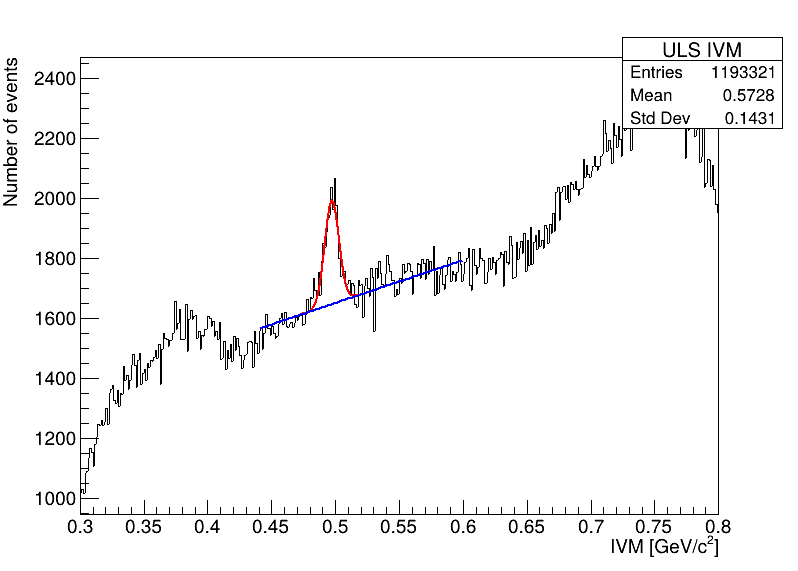 ULS IVM
Entries 1193321
Mean 0.5728
Std Dev 0.1431
Number of events
2400
2200
2000
1800
1600
1400
1200
1000
0.3 0.35 0.4 0.45 0.5 0.55 0.6 0.65 0.7 0.75 0.8
IVM [GeV/c²]